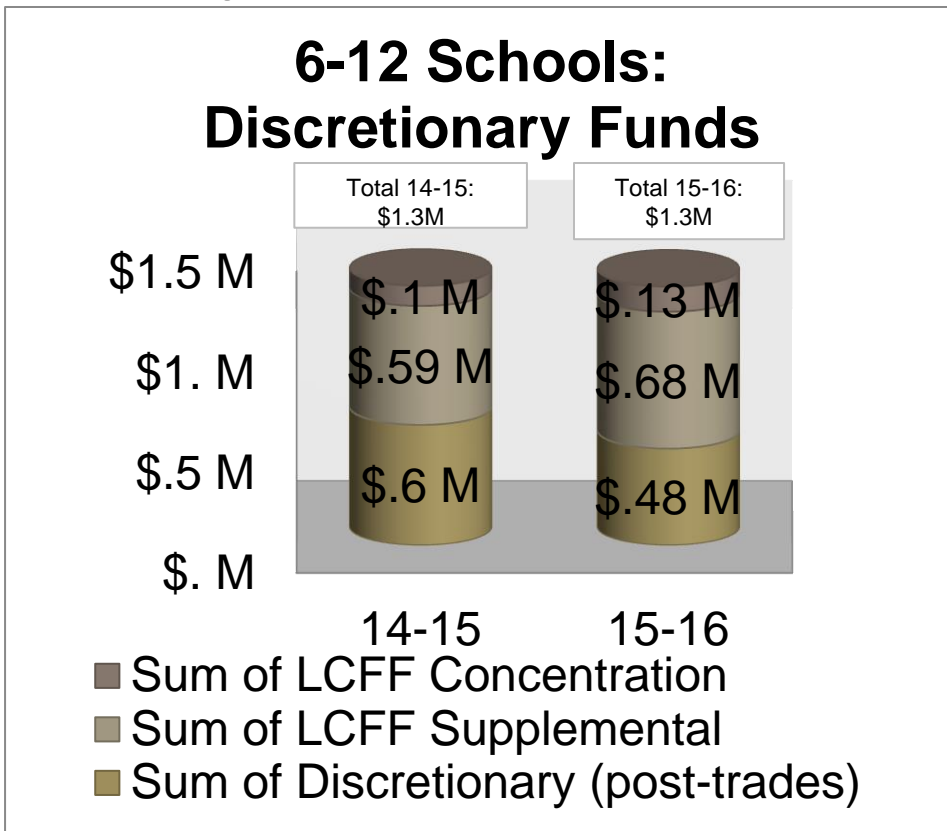 6-12 Schools:
Discretionary Funds
Total 14-15:
$1.3M
Total 15-16:
$1.3M
$1.5 M
$1. M
$.5 M
$. M
$.1 M
$.59 M
$.6 M
$.13 M
$.68 M
$.48 M
14-15
15-16
Sum of LCFF Concentration
Sum of LCFF Supplemental
Sum of Discretionary (post-trades)